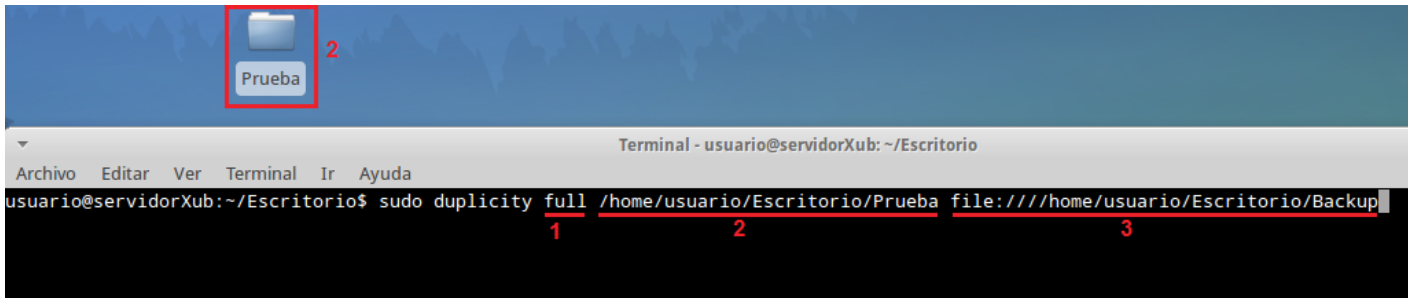 2
Prueba
Terminal - usuario@servidorXub: ~/Escritorio
Archivo Editar Ver Terminal Ir Ayuda
usuario@servidorXub:~/Escritorio$ sudo duplicity full /home/usuario/Escritorio/Prueba file:////home/usuario/Escritorio/Backup
1 2 3